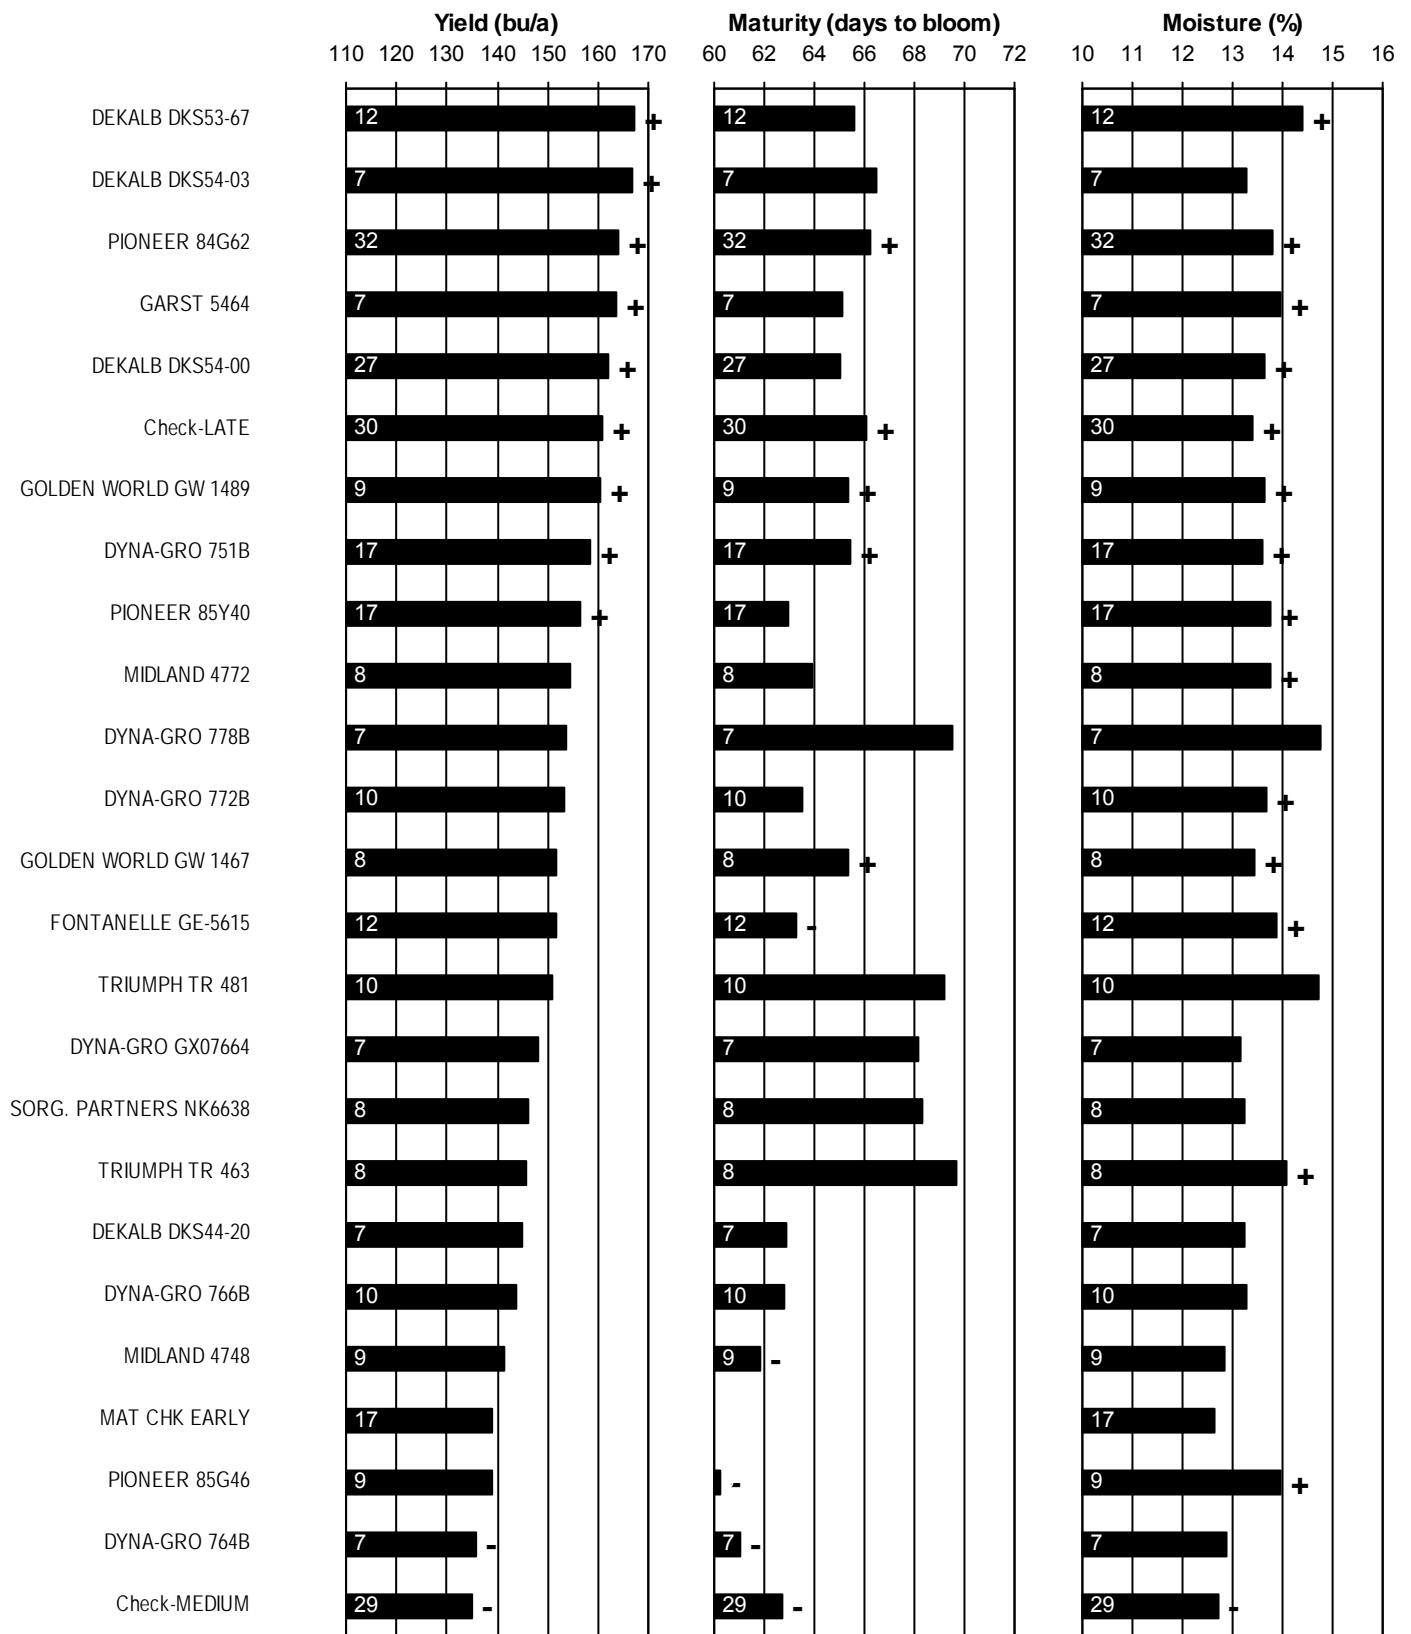 Yield (bu/a) Maturity (days to bloom) Moisture (%)
110 120 130 140 150 160 170 60 62 64 66 68 70 72 10 11 12 13 14 15 16
DEKALB DKS53-67 12 + 12 12 +
DEKALB DKS54-03 7 + 7 7
PIONEER 84G62 32 + 32 + 32 +
GARST 5464 7 + 7 7 +
DEKALB DKS54-00 27 + 27 27 +
Check-LATE 30 + 30 + 30 +
GOLDEN WORLD GW 1489 9 + 9 + 9 +
DYNA-GRO 751B 17 + 17 + 17 +
PIONEER 85Y40 17 + 17 17 +
MIDLAND 4772 8 8 8 +
DYNA-GRO 778B 7 7 7
DYNA-GRO 772B 10 10 10 +
GOLDEN WORLD GW 1467 8 8 + 8 +
FONTANELLE GE-5615 12 12 - 12 +
TRIUMPH TR 481 10 10 10
DYNA-GRO GX07664 7 7 7
SORG. PARTNERS NK6638 8 8 8
TRIUMPH TR 463 8 8 8 +
DEKALB DKS44-20 7 7 7
DYNA-GRO 766B 10 10 10
MIDLAND 4748 9 9 - 9
MAT CHK EARLY 17 17
PIONEER 85G46 9 - 9 +
DYNA-GRO 764B 7 - 7 - 7
Check-MEDIUM 29 - 29 - 29 -